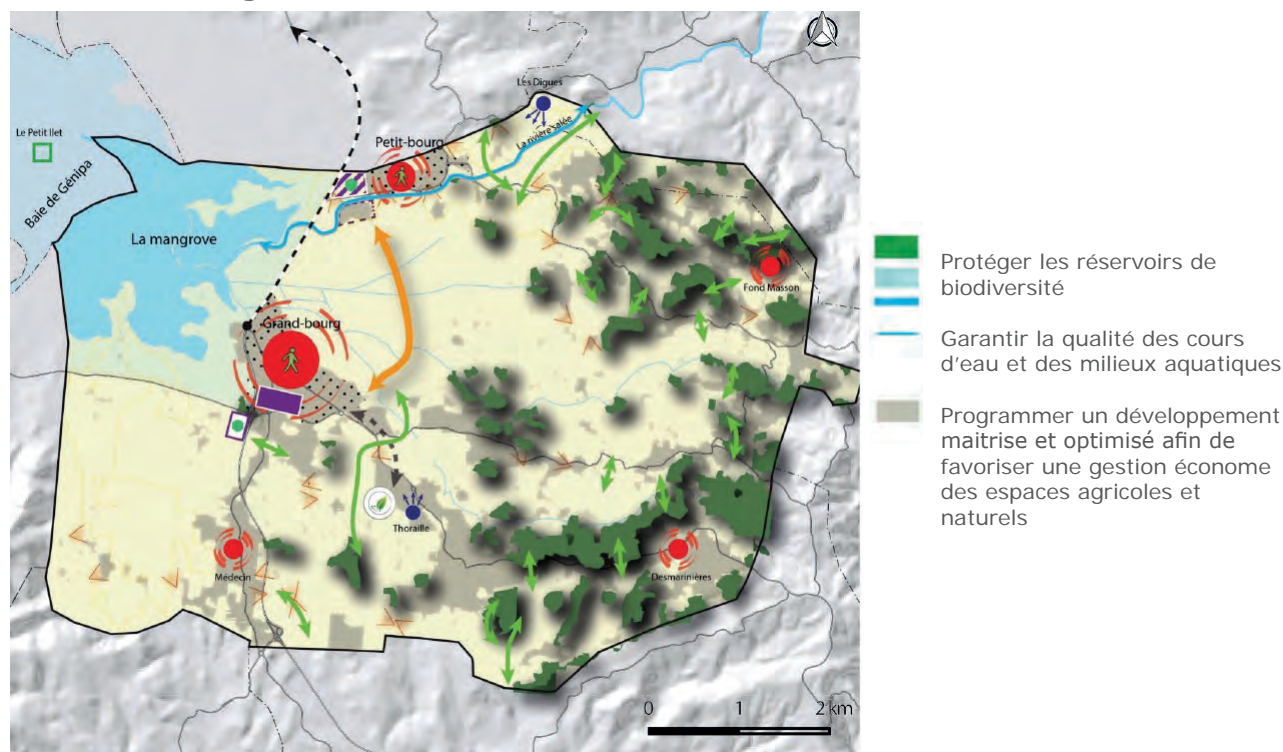 Les Digues
La rivière salée
Petit-bourg
Le Petit Ilet
Baie de Génipa
La mangrove
Fond Masson
Grand-bourg
Thoraille
Médecin
Desmarinières
0 1 2 km
Protéger les réservoirs de
biodiversité
Garantir la qualité des cours
d'eau et des milieux aquatiques
Programmer un développement
maitrise et optimisé afin de
favoriser une gestion économe
des espaces agricoles et
naturels